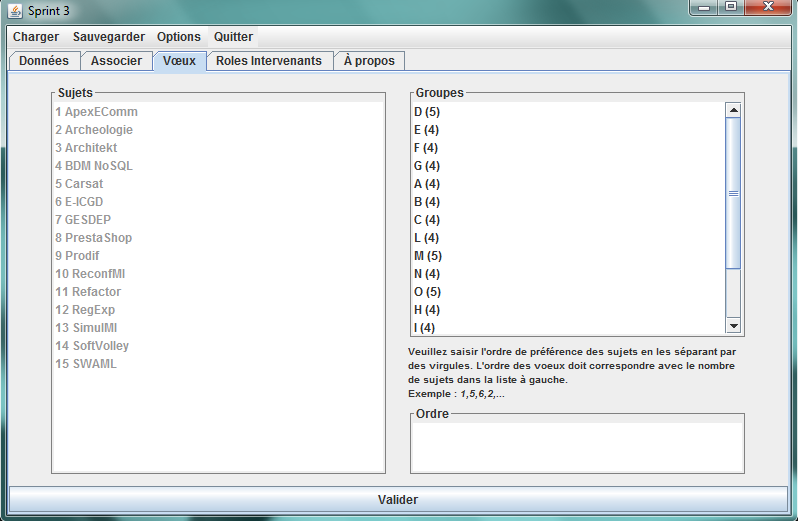 Sprint 3
Charger Sauvegarder Options Quitter
Données Associer Vœux Roles Intervenants À propos
Sujets
1 ApexEComm
2 Archeologie
3 Architekt
4 BDM NoSQL
5 Carsat
6 E-ICGD
7 GESDEP
8 PrestaShop
9 Prodif
10 ReconfMI
11 Refactor
12 RegExp
13 SimulMI
14 SoftVolley
15 SWAML
Groupes
D (5)
E (4)
F (4)
G (4)
A (4)
B (4)
C (4)
L (4)
M (5)
N (4)
O (5)
H (4)
I (4)
Veuillez saisir l'ordre de préférence des sujets en les séparant par
des virgules. L'ordre des voeux doit correspondre avec le nombre
de sujets dans la liste à gauche.
Exemple : 1,5,6,2,...
Ordre
Valider